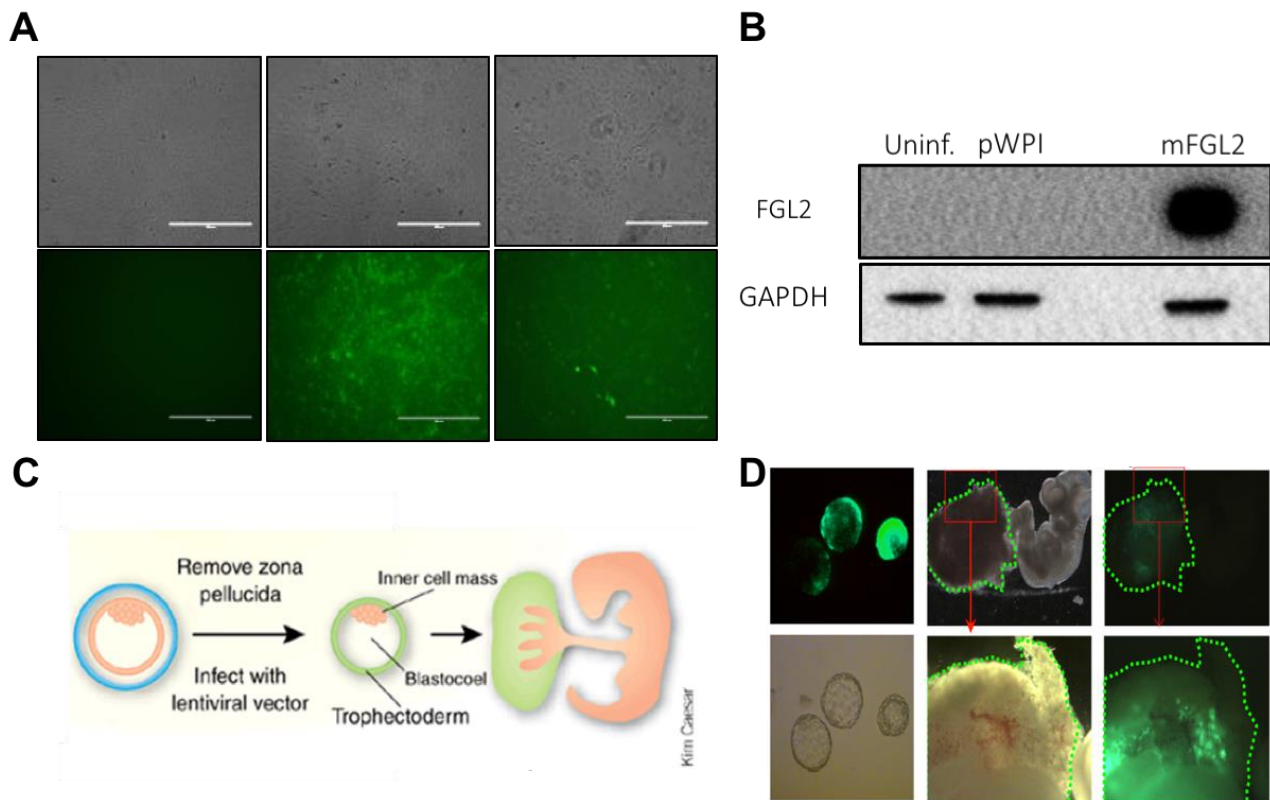 A
B
Uninf. pWPI mFGL2
FGL2
GAPDH
C
Remove zona
pellucida
Infect with
lentiviral vector
Inner cell mass
Blastocoel
Trophectoderm
Kim Caesar
D